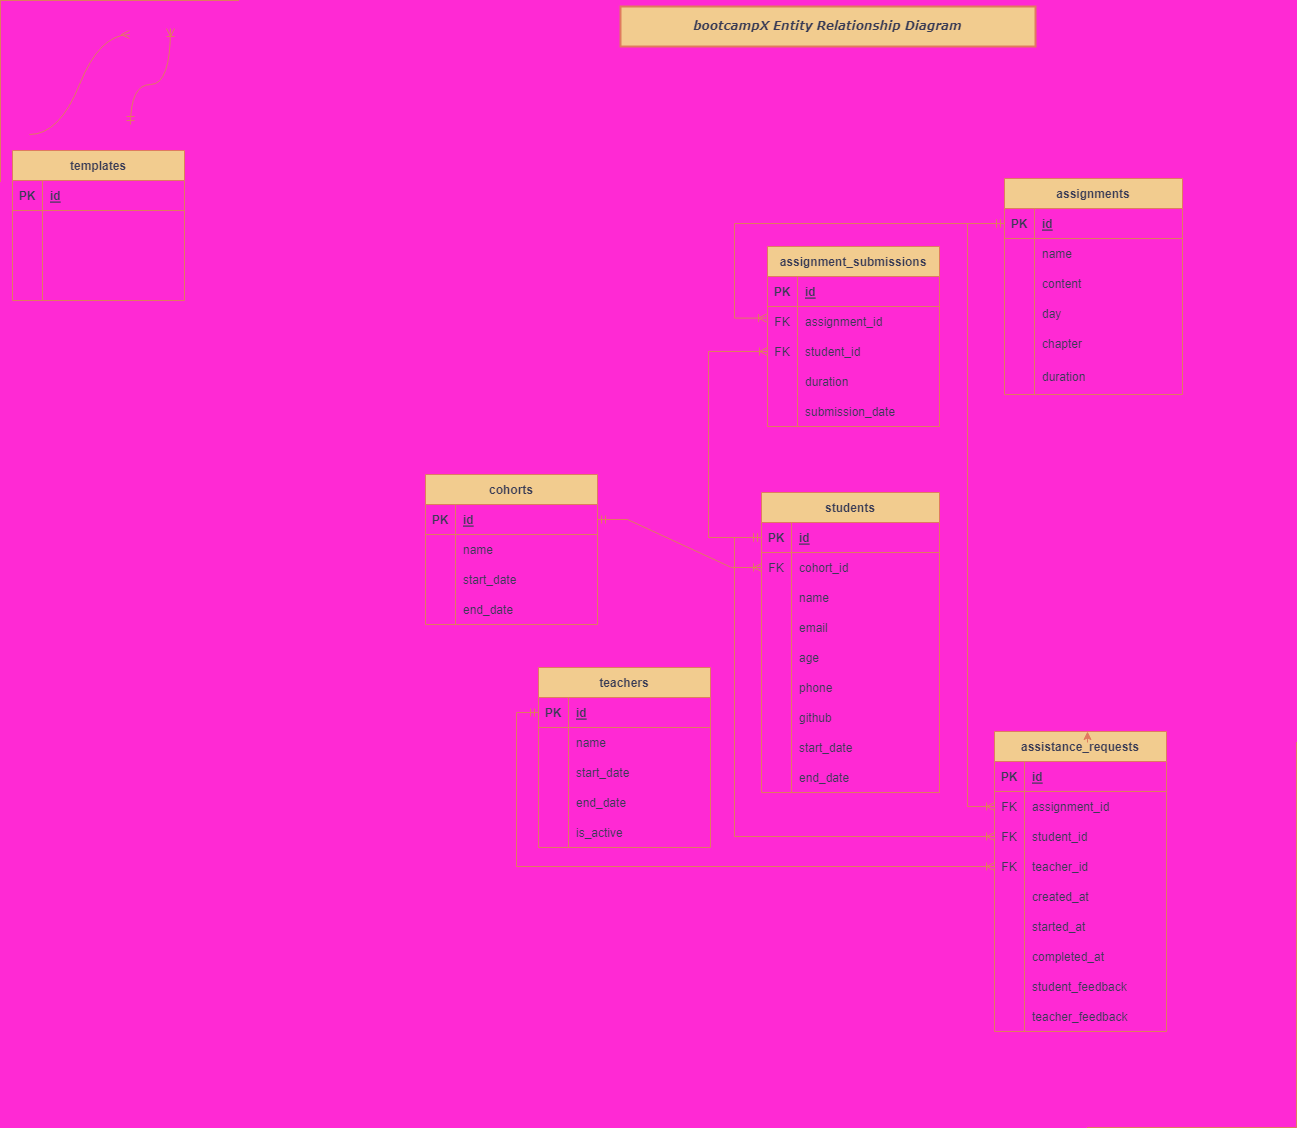 bootcampX Entity Relationship Diagram
templates
PK id
assignments
PK id
name
content
day
chapter
duration
assignment_submissions
PK id
FK assignment_id
FK student_id
duration
submission_date
cohorts
PK id
name
start_date
end_date
students
PK id
FK cohort_id
name
email
age
phone
github
start_date
end_date
teachers
PK id
name
start_date
end_date
is_active
assistance_requests
PK id
FK assignment_id
FK student_id
FK teacher_id
created_at
started_at
completed_at
student_feedback
teacher_feedback